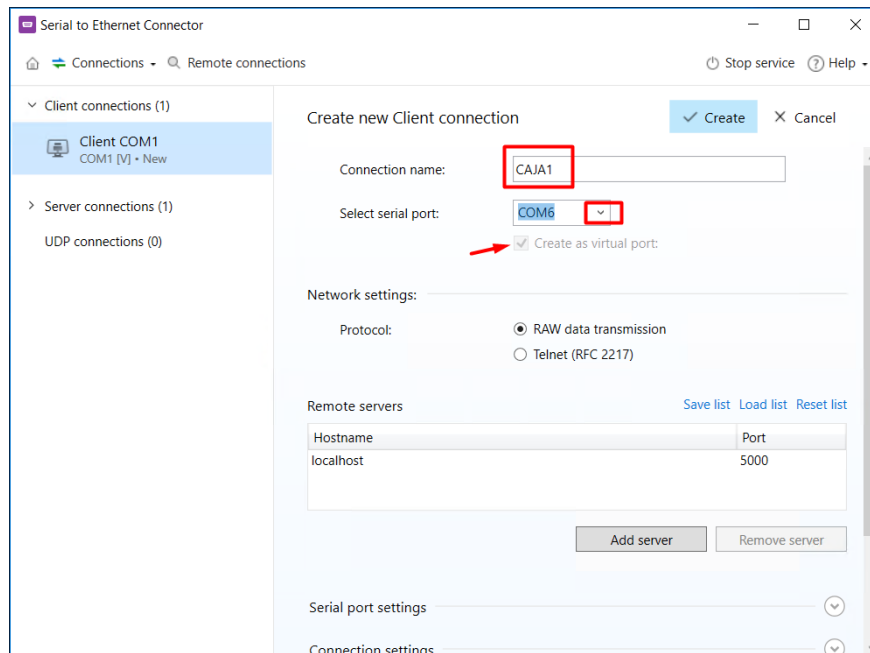 Serial to Ethernet Connector
Connections Remote connections Stop service ? Help
Client connections (1)
Client COM1
COM1 [V] • New
Server connections (1)
UDP connections (0)
Create new Client connection Create Cancel
Connection name: CAJA1
Select serial port: COM6
Create as virtual port:
Network settings:
Protocol: RAW data transmission
Telnet (RFC 2217)
Remote servers Save list Load list Reset list
Hostname Port
localhost 5000
Add server Remove server
Serial port settings
Connection settings